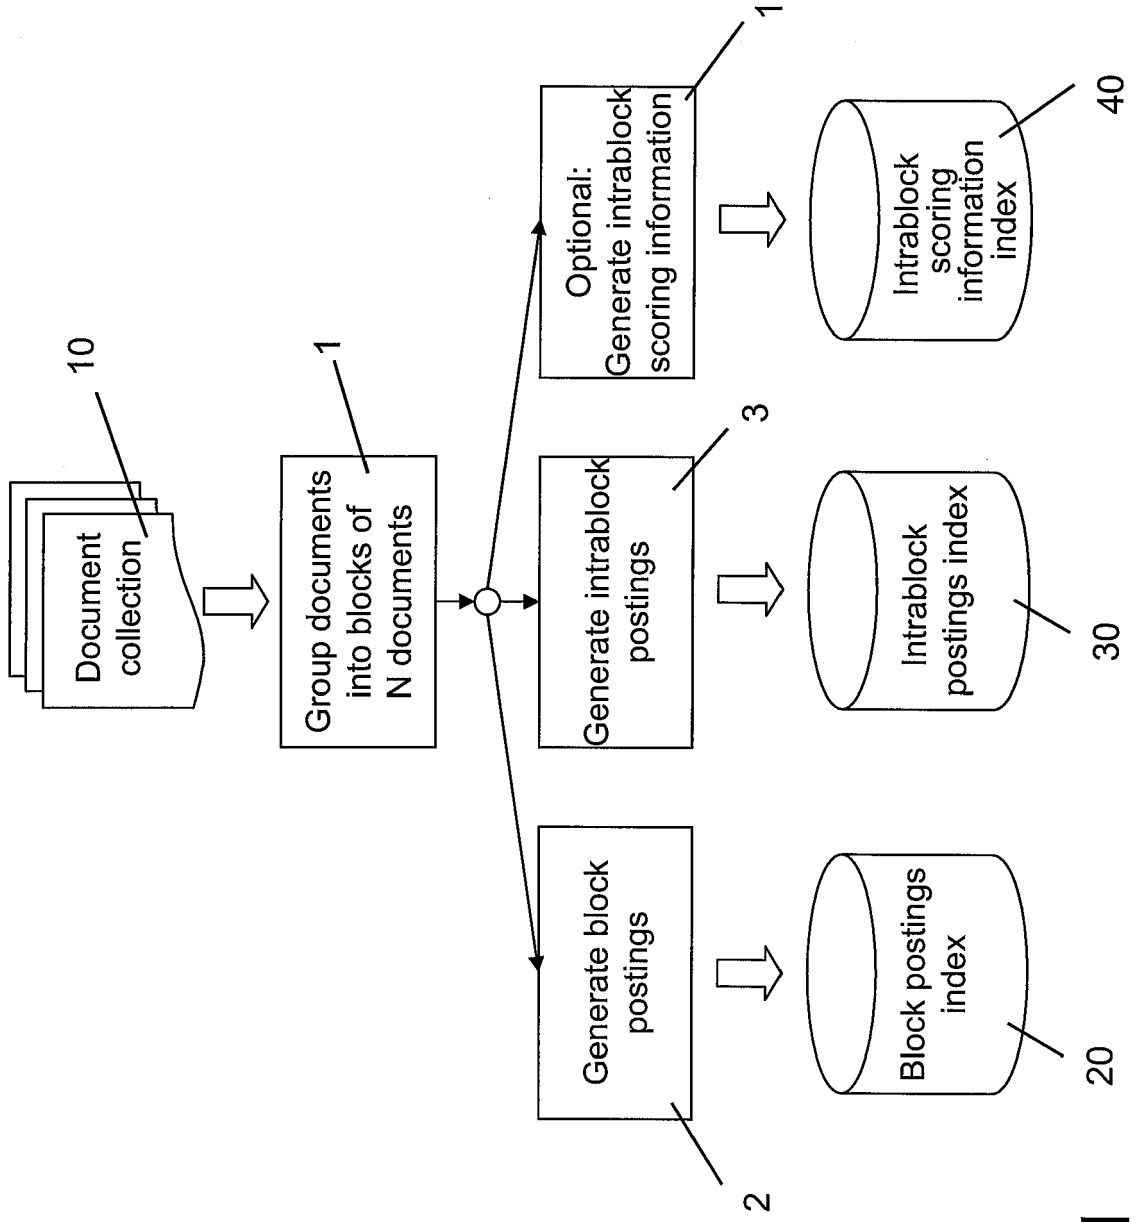 10
Document
collection
1
Group documents
into blocks of
N documents
2
Generate block
postings
3
Generate intrablock
postings
1
Optional:
Generate intrablock
scoring information
20
Block postings
index
30
Intrablock
postings index
40
Intrablock
scoring
information
index